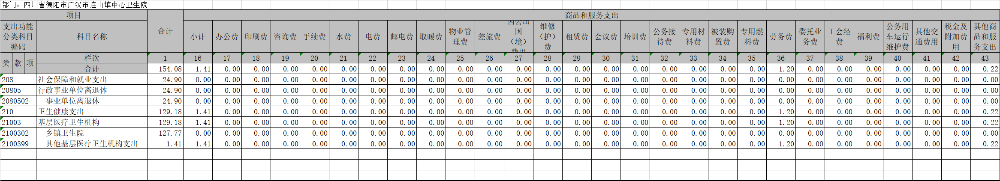 部门：四川省德阳市广汉市连山镇中心卫生院
项目 合计 商品和服务支出
支出功能分类科目编码 科目名称 小计 办公费 印刷费 咨询费 手续费 水费 电费 邮电费 取暖费 物业管理费 差旅费 因公出国（境）费用 维修（护）费 租赁费 会议费 培训费 公务接待费 专用材料费 被装购置费 专用燃料费 劳务费 委托业务费 工会经费 福利费 公务用车运行维护费 其他交通费用 税金及附加费用 其他商品和服务支出
类 款 项 栏次 1 16 17 18 19 20 21 22 23 24 25 26 27 28 29 30 31 32 33 34 35 36 37 38 39 40 41 42 43
合计 154.08 1.41 0.00 0.00 0.00 0.00 0.00 0.00 0.00 0.00 0.00 0.00 0.00 0.00 0.00 0.00 0.00 0.00 0.00 0.00 0.00 1.20 0.00 0.00 0.00 0.00 0.00 0.00 0.22
208 社会保障和就业支出 24.90 0.00 0.00 0.00 0.00 0.00 0.00 0.00 0.00 0.00 0.00 0.00 0.00 0.00 0.00 0.00 0.00 0.00 0.00 0.00 0.00 0.00 0.00 0.00 0.00 0.00 0.00 0.00 0.00
20805 行政事业单位离退休 24.90 0.00 0.00 0.00 0.00 0.00 0.00 0.00 0.00 0.00 0.00 0.00 0.00 0.00 0.00 0.00 0.00 0.00 0.00 0.00 0.00 0.00 0.00 0.00 0.00 0.00 0.00 0.00 0.00
2080502 事业单位离退休 24.90 0.00 0.00 0.00 0.00 0.00 0.00 0.00 0.00 0.00 0.00 0.00 0.00 0.00 0.00 0.00 0.00 0.00 0.00 0.00 0.00 0.00 0.00 0.00 0.00 0.00 0.00 0.00 0.00
210 卫生健康支出 129.18 1.41 0.00 0.00 0.00 0.00 0.00 0.00 0.00 0.00 0.00 0.00 0.00 0.00 0.00 0.00 0.00 0.00 0.00 0.00 0.00 1.20 0.00 0.00 0.00 0.00 0.00 0.00 0.22
21003 基层医疗卫生机构 129.18 1.41 0.00 0.00 0.00 0.00 0.00 0.00 0.00 0.00 0.00 0.00 0.00 0.00 0.00 0.00 0.00 0.00 0.00 0.00 0.00 1.20 0.00 0.00 0.00 0.00 0.00 0.00 0.22
2100302 乡镇卫生院 127.77 0.00 0.00 0.00 0.00 0.00 0.00 0.00 0.00 0.00 0.00 0.00 0.00 0.00 0.00 0.00 0.00 0.00 0.00 0.00 0.00 0.00 0.00 0.00 0.00 0.00 0.00 0.00 0.00
2100399 其他基层医疗卫生机构支出 1.41 1.41 0.00 0.00 0.00 0.00 0.00 0.00 0.00 0.00 0.00 0.00 0.00 0.00 0.00 0.00 0.00 0.00 0.00 0.00 0.00 1.20 0.00 0.00 0.00 0.00 0.00 0.00 0.22